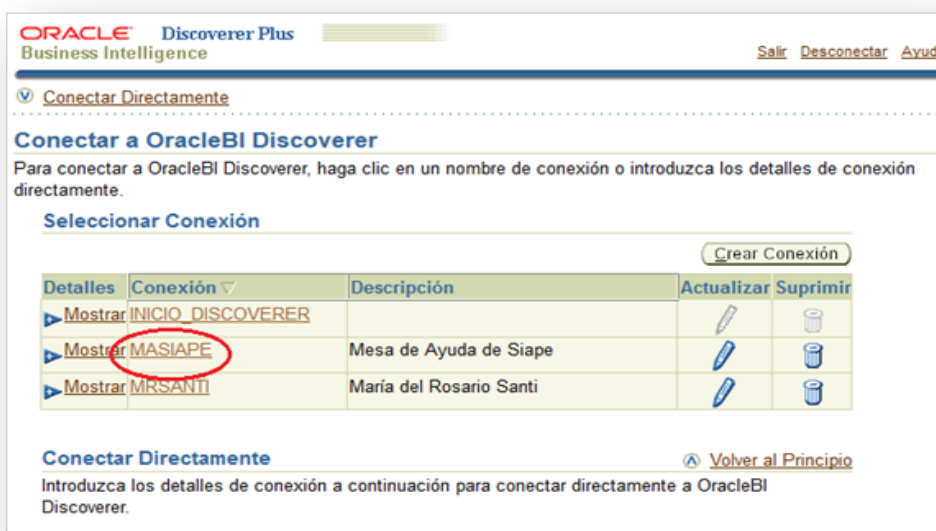 ORACLE Discoverer Plus
Business Intelligence
Salir Desconectar Ayud
Conectar Directamente
Conectar a OracleBI Discoverer
Para conectar a OracleBI Discoverer, haga clic en un nombre de conexión o introduzca los detalles de conexión
directamente.
Seleccionar Conexión
Crear Conexión
Detalles Conexión Descripción Actualizar Suprimir
Mostrar INICIO_DISCOVERER
Mostrar MASIAPE Mesa de Ayuda de Siape
Mostrar MRSANTI María del Rosario Santi
Conectar Directamente
Volver al Principio
Introduzca los detalles de conexión a continuación para conectar directamente a OracleBI
Discoverer.